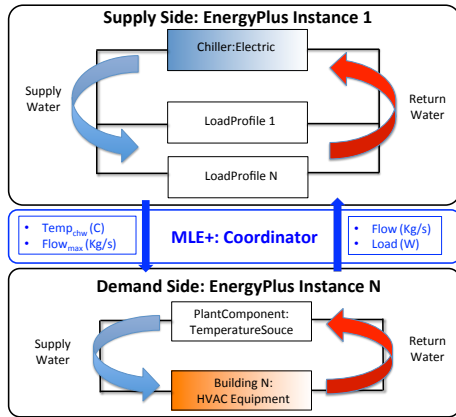 Supply Side: EnergyPlus Instance 1
Chiller:Electric
Supply
Water
Return
Water
LoadProfile 1
LoadProfile N
• Temp_chw (C)
• Flow_max (Kg/s)
MLE+: Coordinator
• Flow (Kg/s)
• Load (W)
Demand Side: EnergyPlus Instance N
Supply
Water
PlantComponent:
TemperatureSouce
Return
Water
Building N:
HVAC Equipment